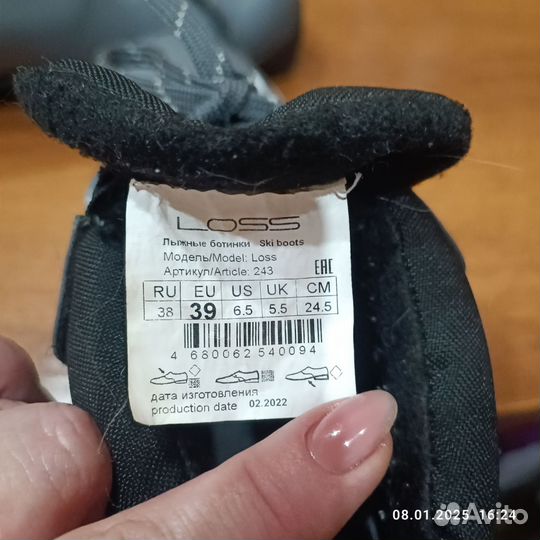 LOSS
Лыжные ботинки Ski boots
Модель/Model: Loss
Артикул/Article: 243
EAC
RU EU US UK CM
38 39 6.5 5.5 24.5
4 680062 540094
дата изготовления
production date 02.2022
08.01.2025 16:24
Avito